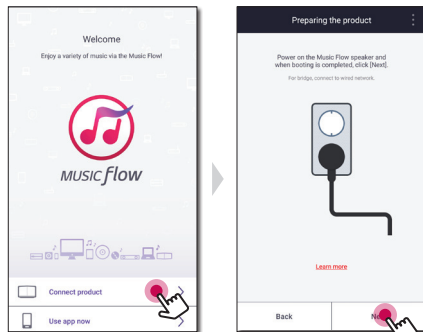 Welcome
Enjoy a variety of music via the Music Flow!
MUSIC flow
Connect product
Use app now
Preparing the product
Power on the Music Flow speaker and
when booting is completed, click [Next].
For bridge, connect to wired network.
Learn more
Back